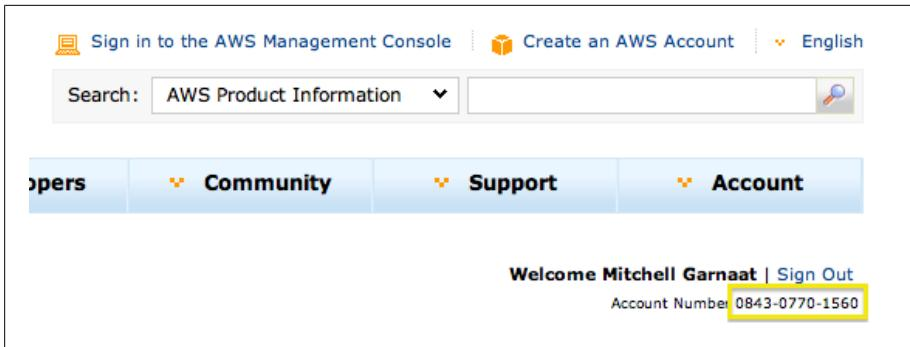 Sign in to the AWS Management Console Create an AWS Account English
Search: AWS Product Information
opers Community Support Account
Welcome Mitchell Garnaat | Sign Out
Account Number 0843-0770-1560